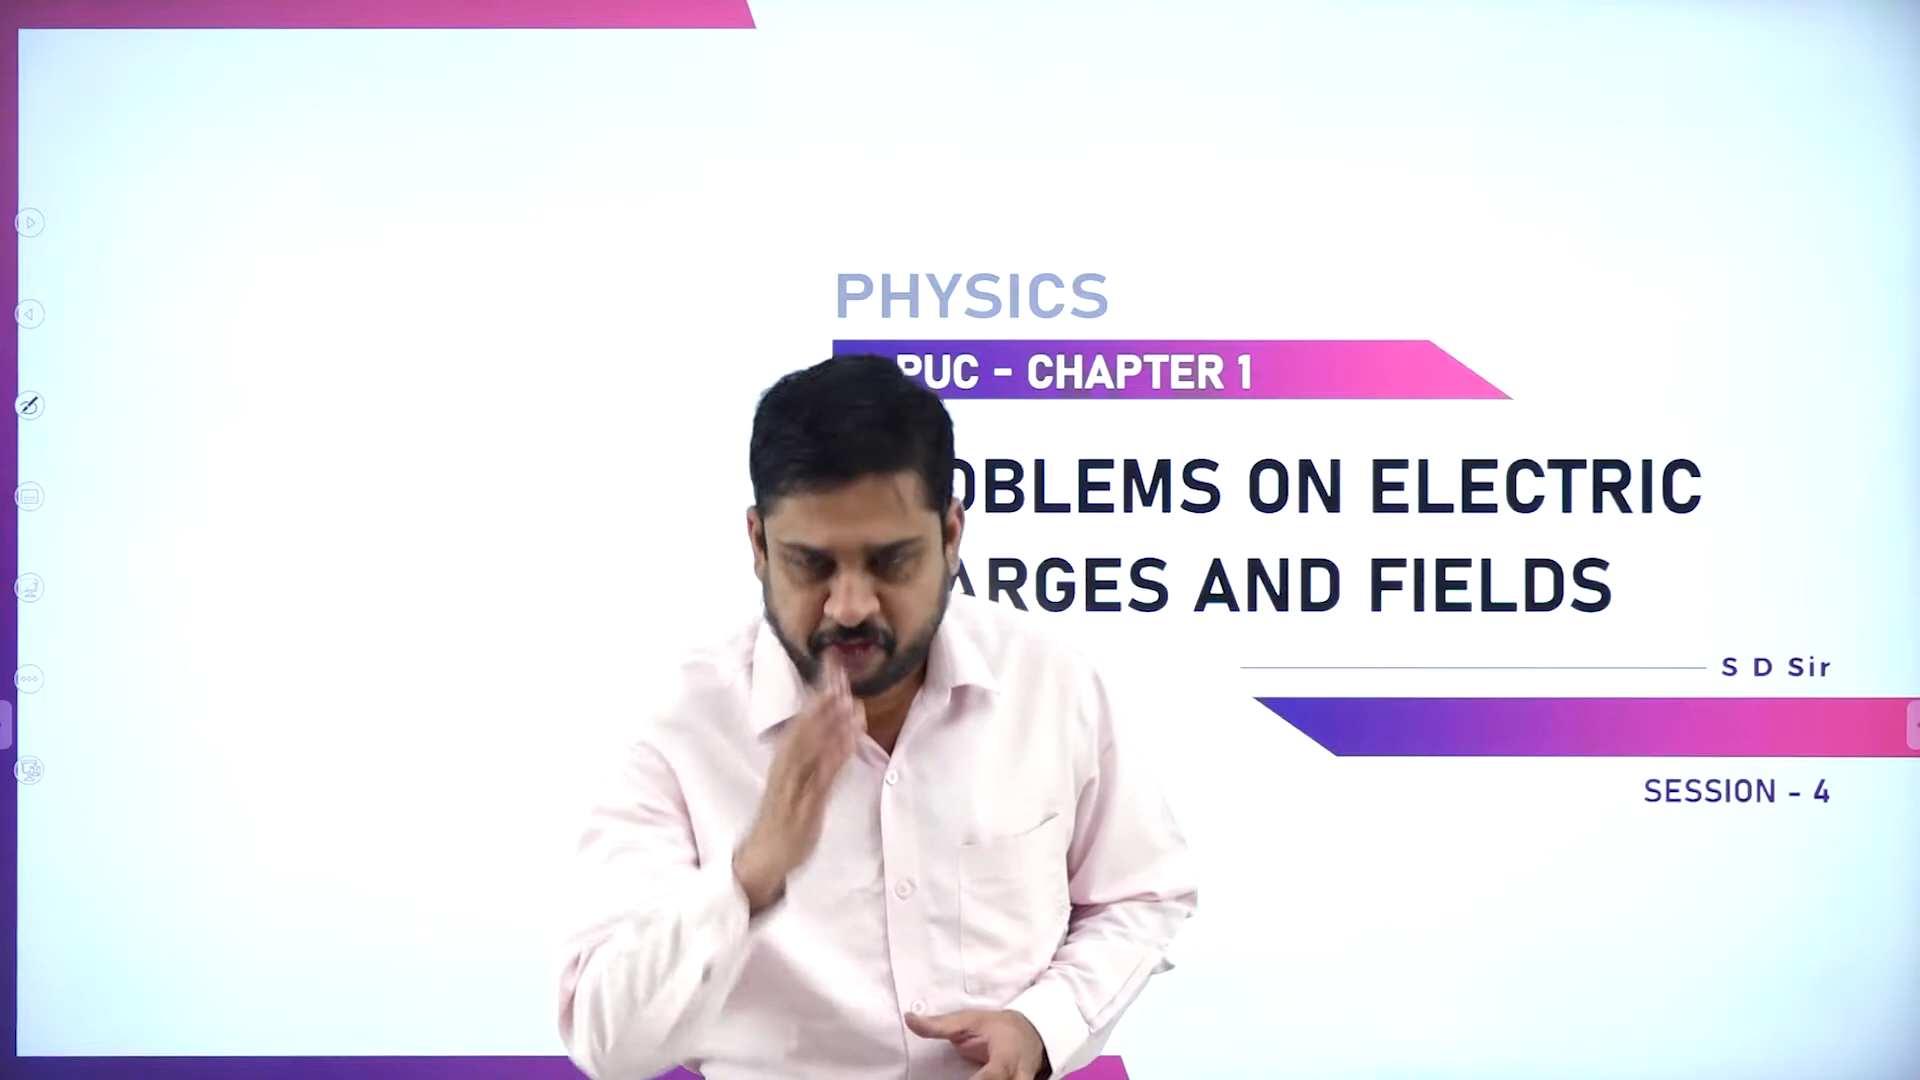 PHYSICS
PUC - CHAPTER 1
OBLEMS ON ELECTRIC
ARGES AND FIELDS
S D Sir
SESSION - 4